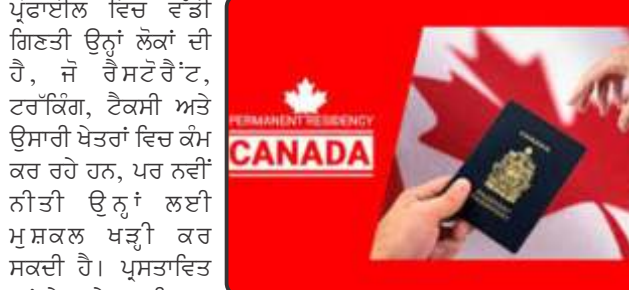 ਪ੍ਰੋਫਾਈਲ ਵਿਚ ਵੱਡੀ
ਗਿਣਤੀ ਉਨ੍ਹਾਂ ਲੋਕਾਂ ਦੀ
ਹੈ, ਜੋ ਰੈਸਟੋਰੈਂਟ,
ਟਰੱਕਿੰਗ, ਟੈਕਸੀ ਅਤੇ
ਉਸਾਰੀ ਖੇਤਰਾਂ ਵਿਚ ਕੰਮ
ਕਰ ਰਹੇ ਹਨ, ਪਰ ਨਵੀਂ
ਨੀਤੀ ਉਨ੍ਹਾਂ ਲਈ
ਮੁਸ਼ਕਲ ਖੜ੍ਹੀ ਕਰ
ਸਕਦੀ ਹੈ। ਪ੍ਰਸਤਾਵਿਤ
PERMANENT RESIDENCY
CANADA